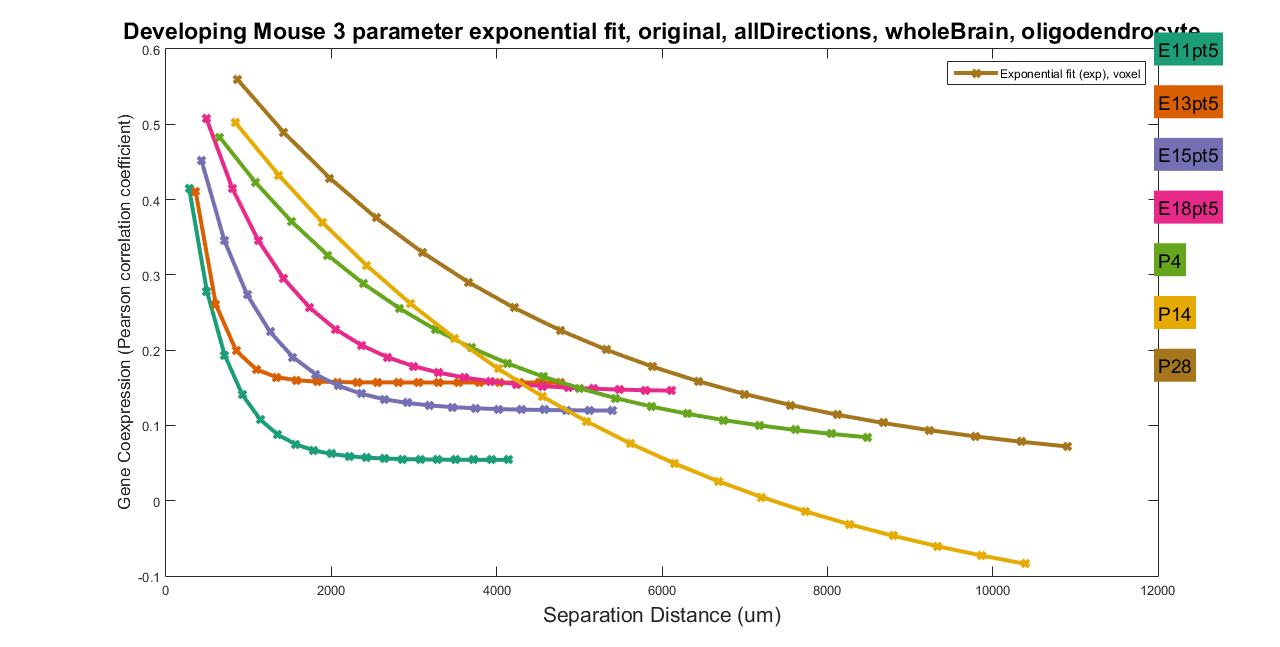 Developing Mouse 3 parameter exponential fit, original, allDirections, wholeBrain, oligodendrocyte
Exponential fit (exp), voxel
E11pt5
E13pt5
E15pt5
E18pt5
P4
P14
P28
Gene Coexpression (Pearson correlation coefficient)
0.6
0.5
0.4
0.3
0.2
0.1
0
-0.1
0 2000 4000 6000 8000 10000 12000
Separation Distance (um)